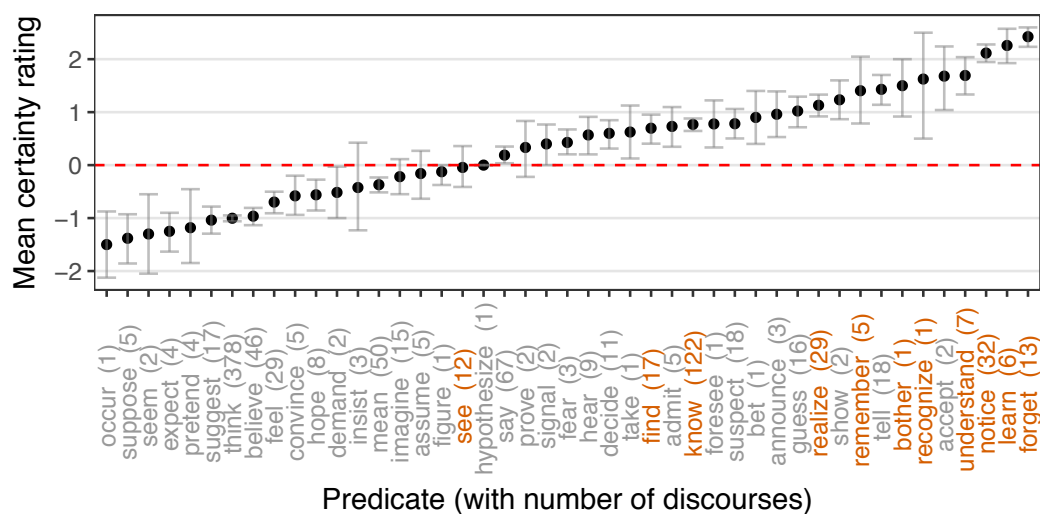 Mean certainty rating
2
1
0
−1
−2
occur (1)
suppose (5)
seem (2)
expect (4)
pretend (4)
suggest (17)
think (378)
believe (46)
feel (29)
convince (5)
hope (8)
demand (2)
insist (3)
mean (50)
imagine (15)
assume (5)
figure (1)
see (12)
hypothesize (1)
say (67)
prove (2)
signal (2)
fear (3)
hear (9)
decide (11)
take (1)
find (17)
admit (5)
know (122)
foresee (1)
suspect (18)
bet (1)
announce (3)
guess (16)
realize (29)
show (2)
remember (5)
tell (18)
bother (1)
recognize (1)
accept (2)
understand (7)
notice (32)
learn (6)
forget (13)
Predicate (with number of discourses)